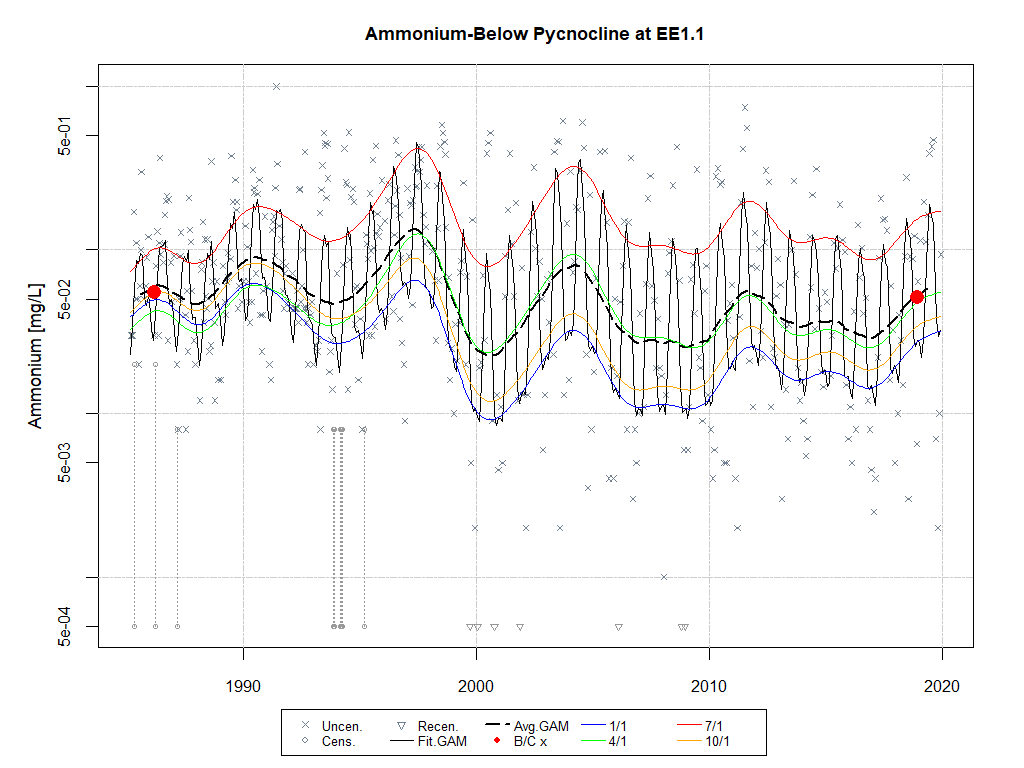 Ammonium-Below Pycnocline at EE1.1
Ammonium [mg/L]
5e-01
5e-02
5e-03
5e-04
1990 2000 2010 2020
Uncen. Recen. Avg.GAM 1/1 7/1
Cens. Fit.GAM B/C x 4/1 10/1